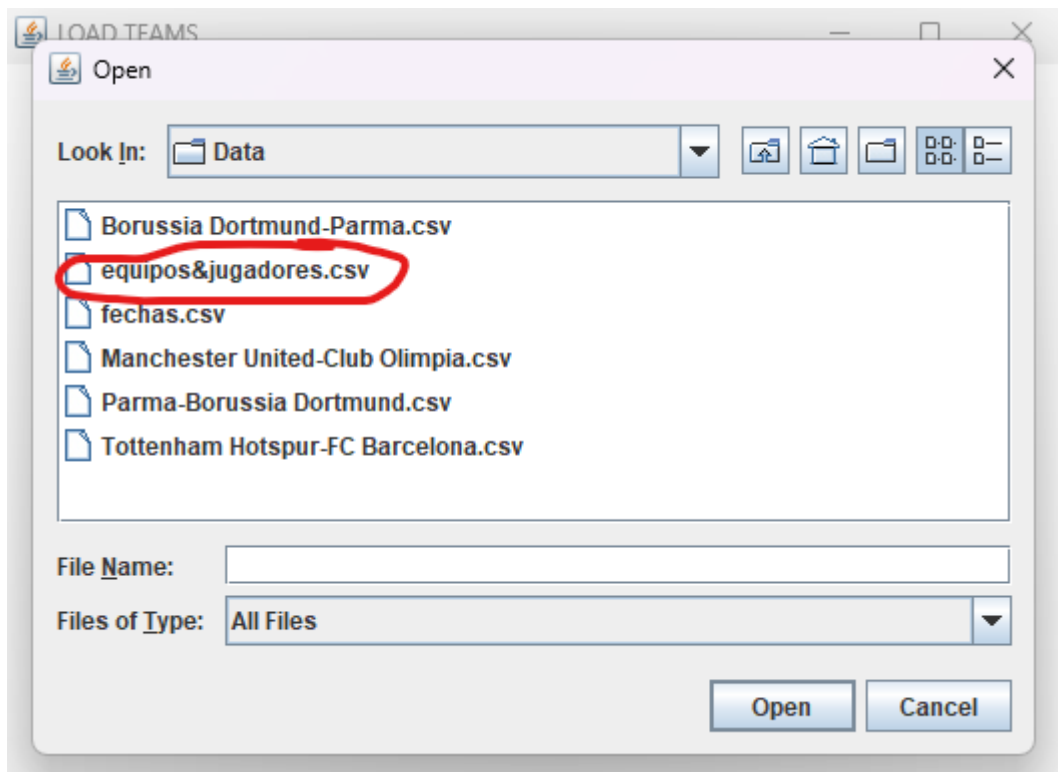 LOAD TEAMS
Open
Look In: Data
Borussia Dortmund-Parma.csv
equipos&jugadores.csv
fechas.csv
Manchester United-Club Olimpia.csv
Parma-Borussia Dortmund.csv
Tottenham Hotspur-FC Barcelona.csv
File Name:
Files of Type: All Files
Open Cancel